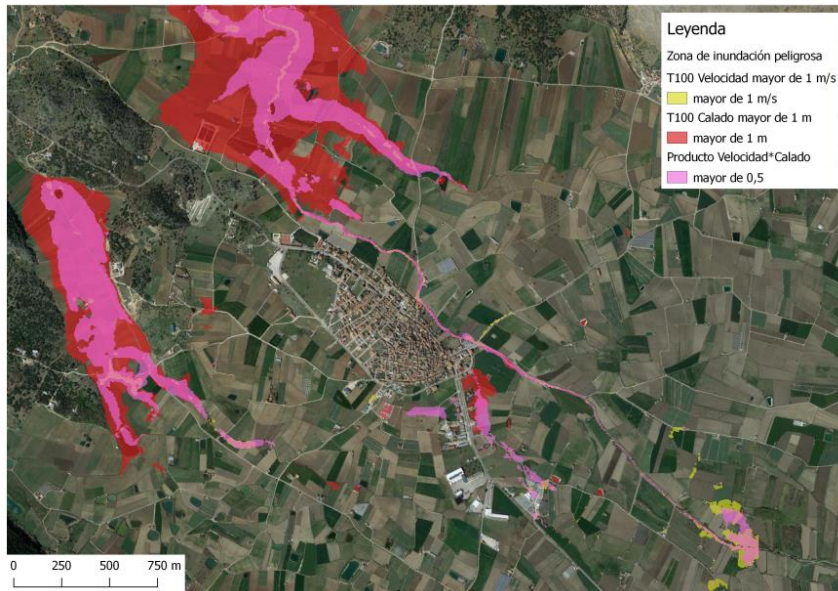 Leyenda
Zona de inundación peligrosa
T100 Velocidad mayor de 1 m/s
mayor de 1 m/s
T100 Calado mayor de 1 m
mayor de 1 m
Producto Velocidad*Calado
mayor de 0,5
0 250 500 750 m